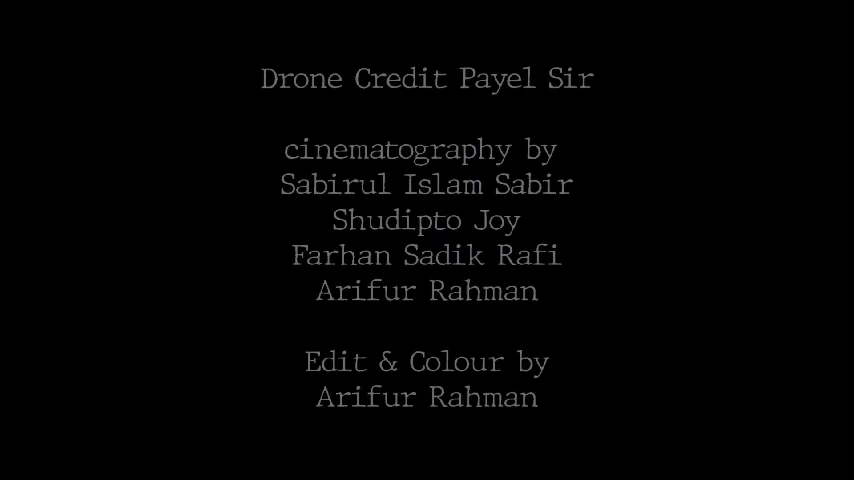 Drone Credit Payel Sir
cinematography by
Sabirul Islam Sabir
Shudipto Joy
Farhan Sadik Rafi
Arifur Rahman
Edit & Colour by
Arifur Rahman